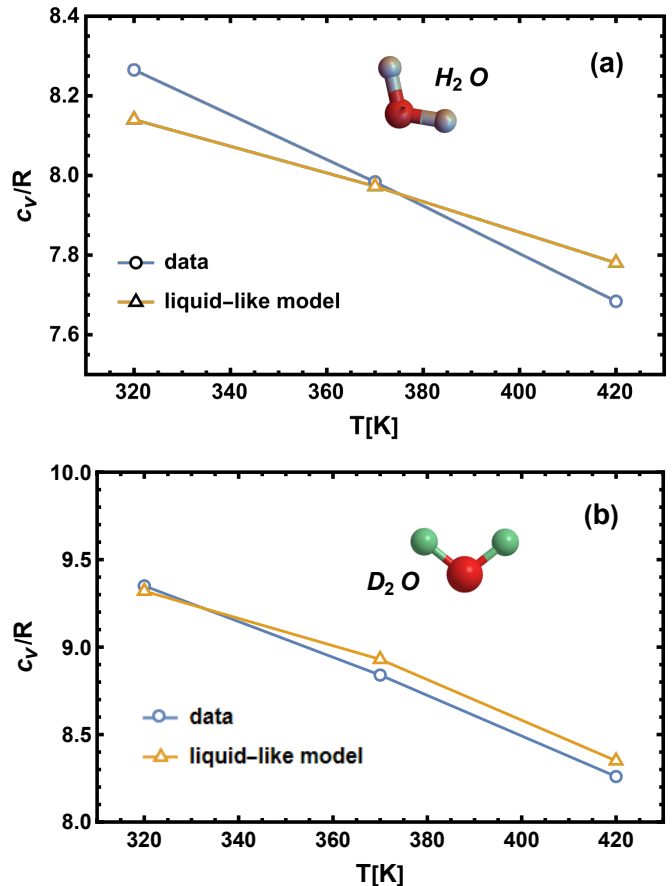 8.4
(a)
H2 O
8.2
8.0
cv/R
7.8
data
liquid–like model
7.6
320 340 360 380 400 420
T[K]
10.0
(b)
9.5
D2 O
9.0
cv/R
data
8.5
liquid–like model
8.0
320 340 360 380 400 420
T[K]